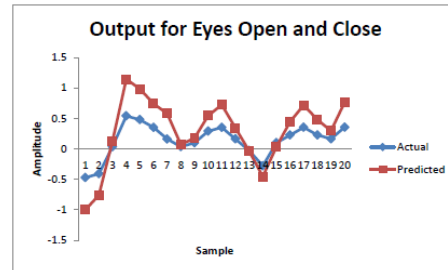 Output for Eyes Open and Close
1.5
1
0.5
0
-0.5
-1
-1.5
Amplitude
1 2 3 4 5 6 7 8 9 10 11 12 13 14 15 16 17 18 19 20
Sample
Actual
Predicted